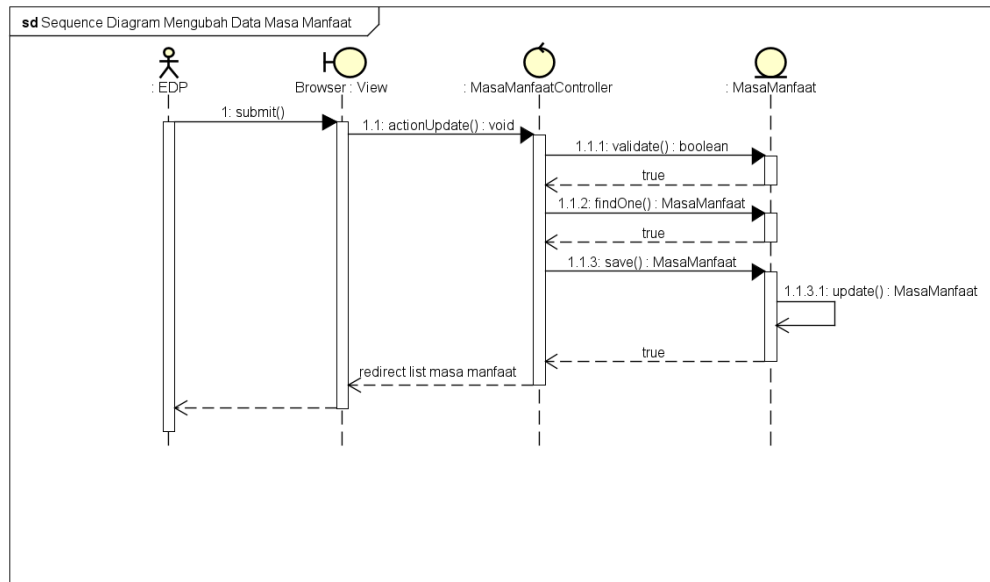 sd Sequence Diagram Mengubah Data Masa Manfaat
: EDP
Browser : View
: MasaManfaatController
: MasaManfaat
1: submit()
1.1: actionUpdate() : void
1.1.1: validate() : boolean
true
1.1.2: findOne() : MasaManfaat
true
1.1.3: save() : MasaManfaat
1.1.3.1: update() : MasaManfaat
true
redirect list masa manfaat